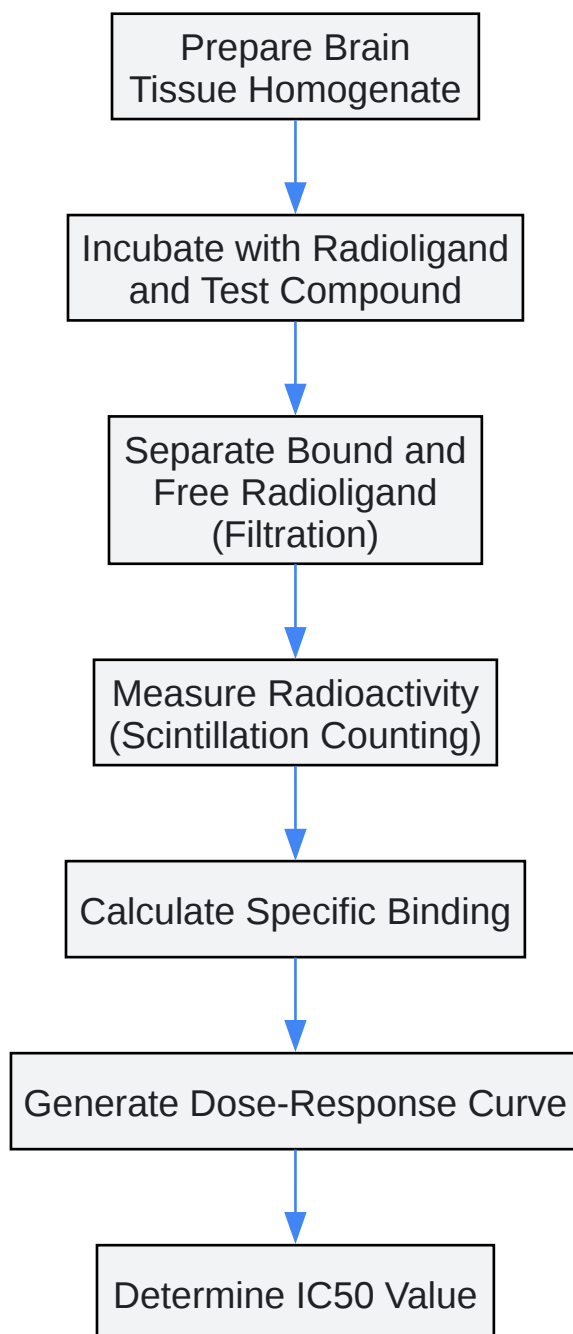 Prepare Brain
Tissue Homogenate
Incubate with Radioligand
and Test Compound
Separate Bound and
Free Radioligand
(Filtration)
Measure Radioactivity
(Scintillation Counting)
Calculate Specific Binding
Generate Dose-Response Curve
Determine IC50 Value